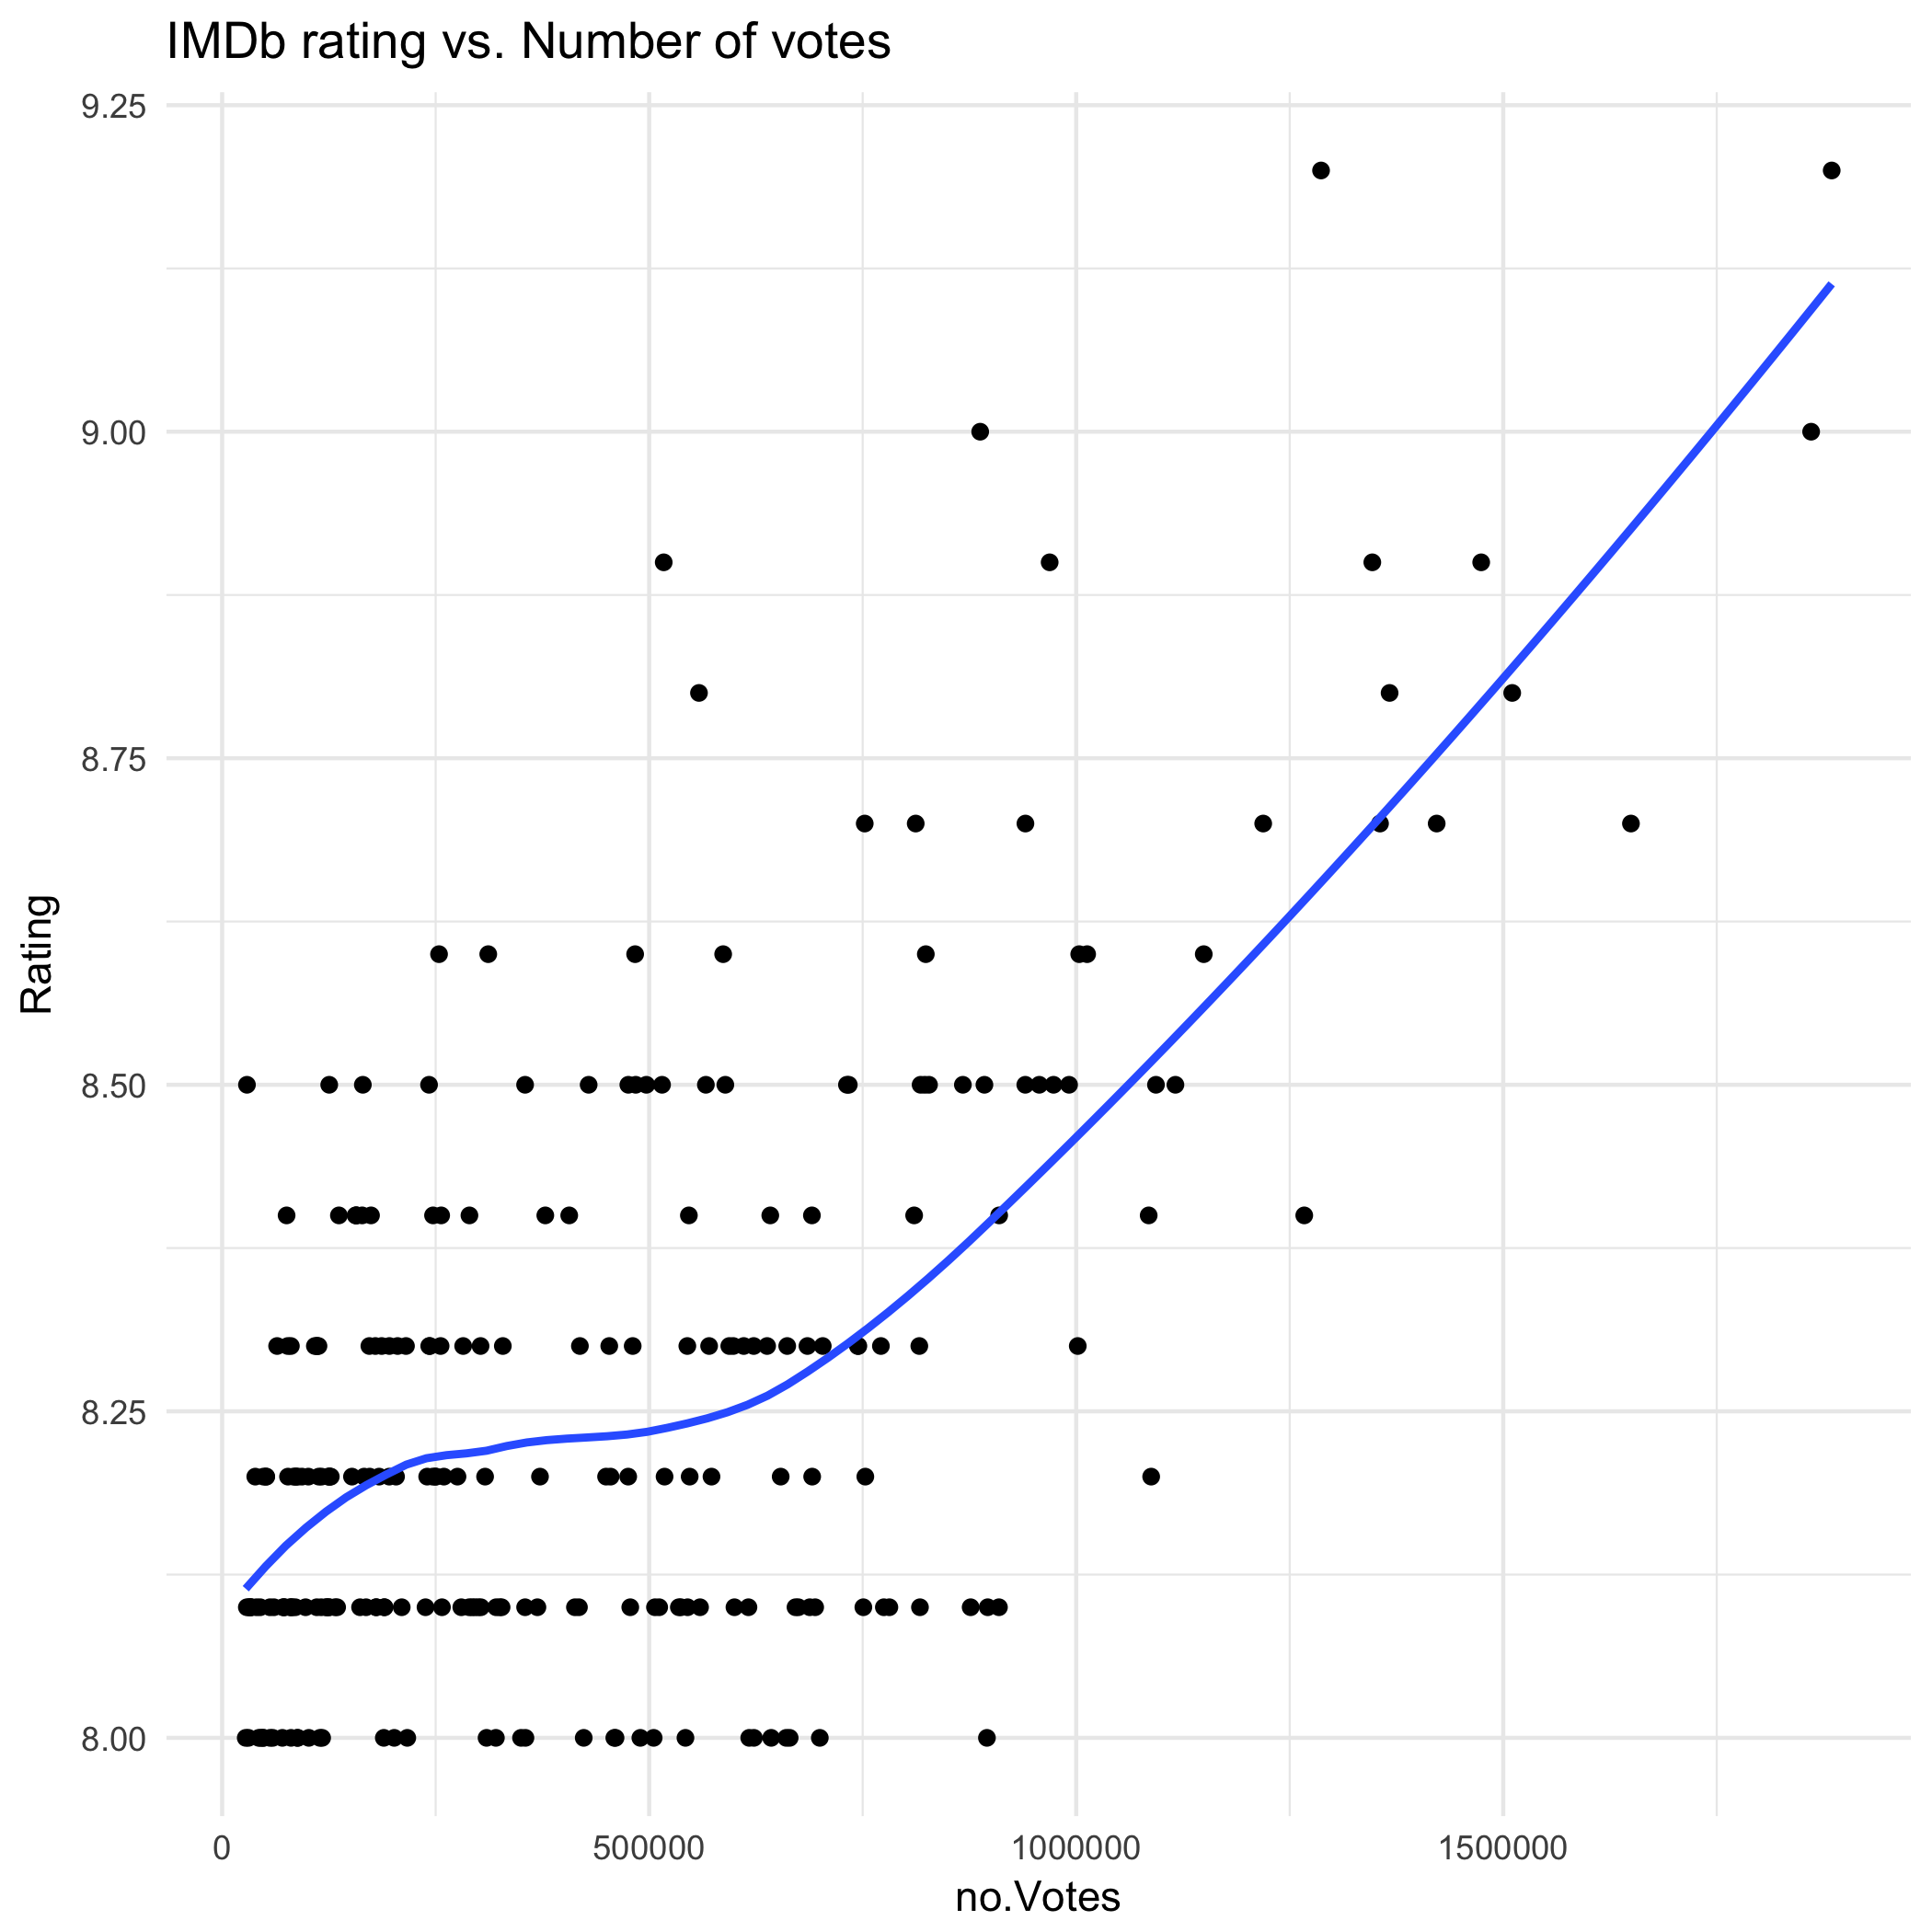 IMDb rating vs. Number of votes
9.25
9.00
8.75
8.50
8.25
8.00
Rating
0 500000 1000000 1500000
no.Votes